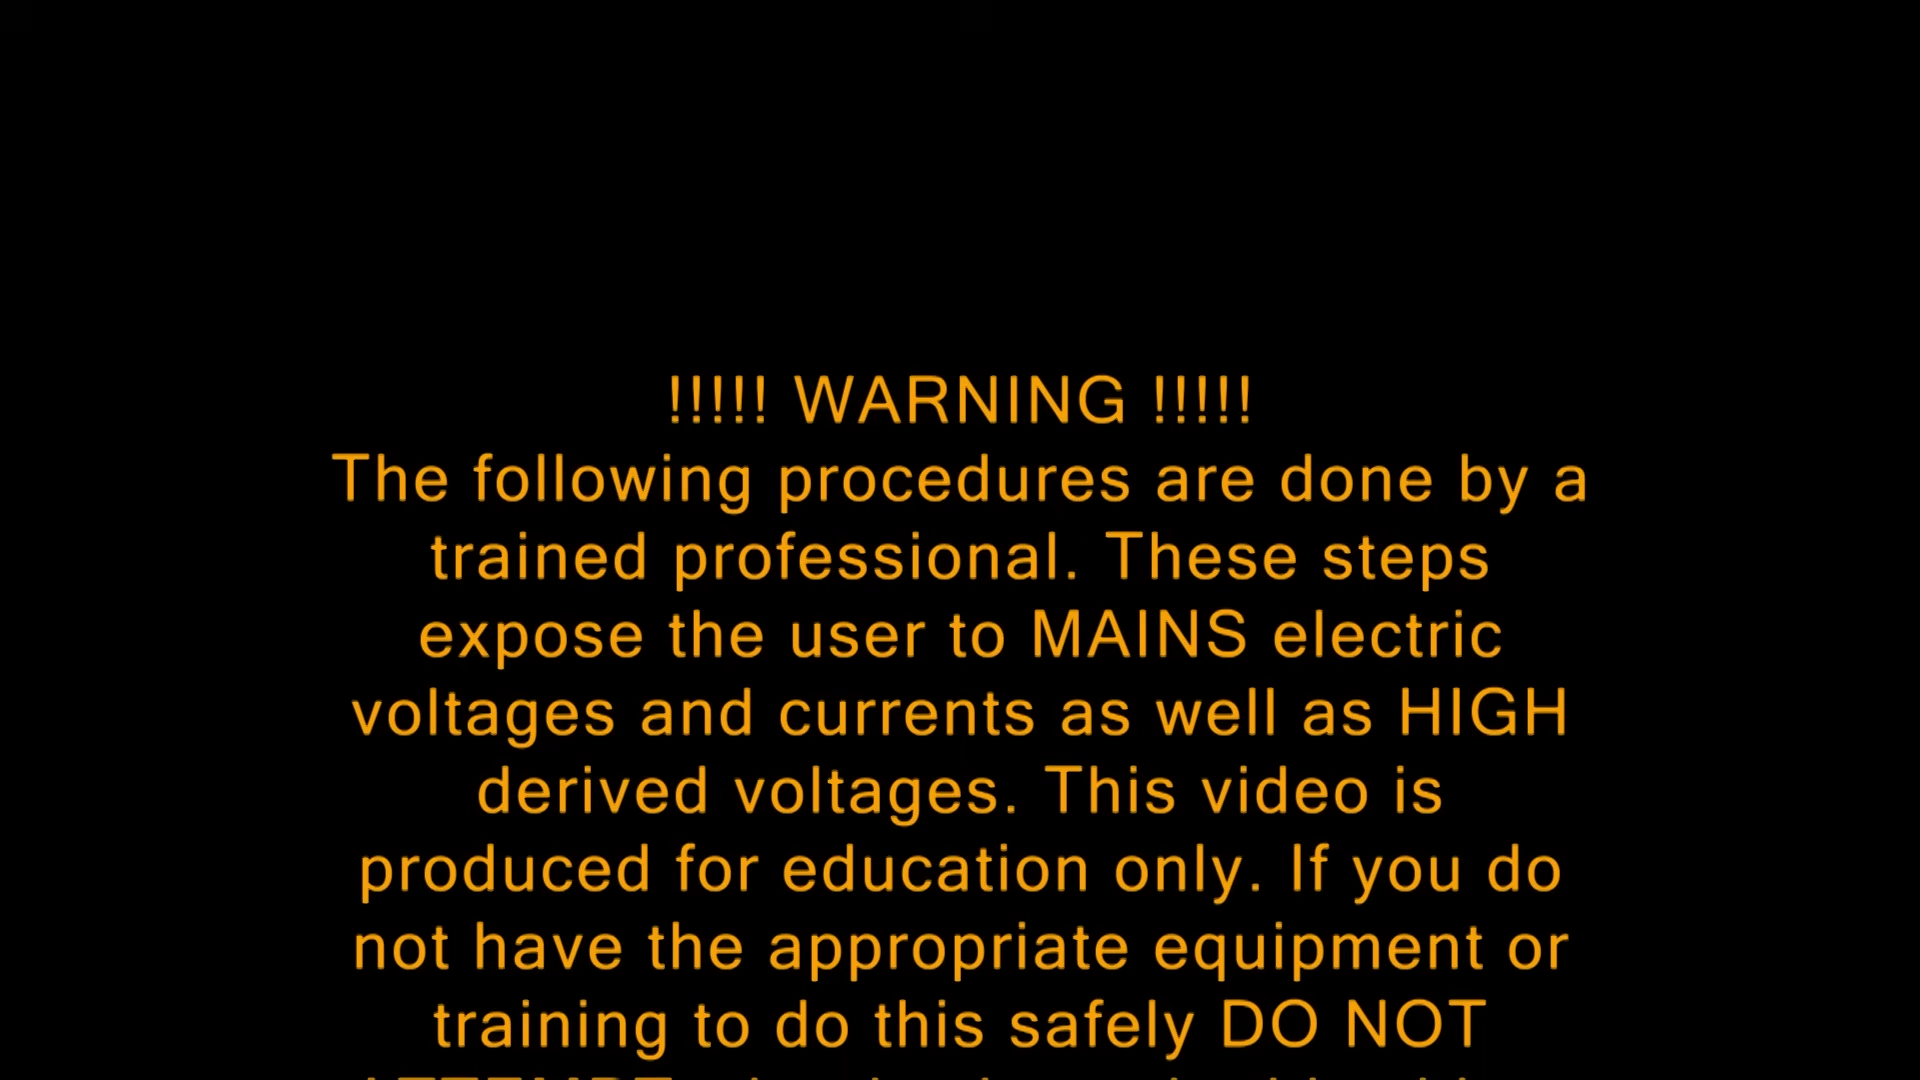 !!!!! WARNING !!!!!
The following procedures are done by a
trained professional. These steps
expose the user to MAINS electric
voltages and currents as well as HIGH
derived voltages. This video is
produced for education only. If you do
not have the appropriate equipment or
training to do this safely DO NOT